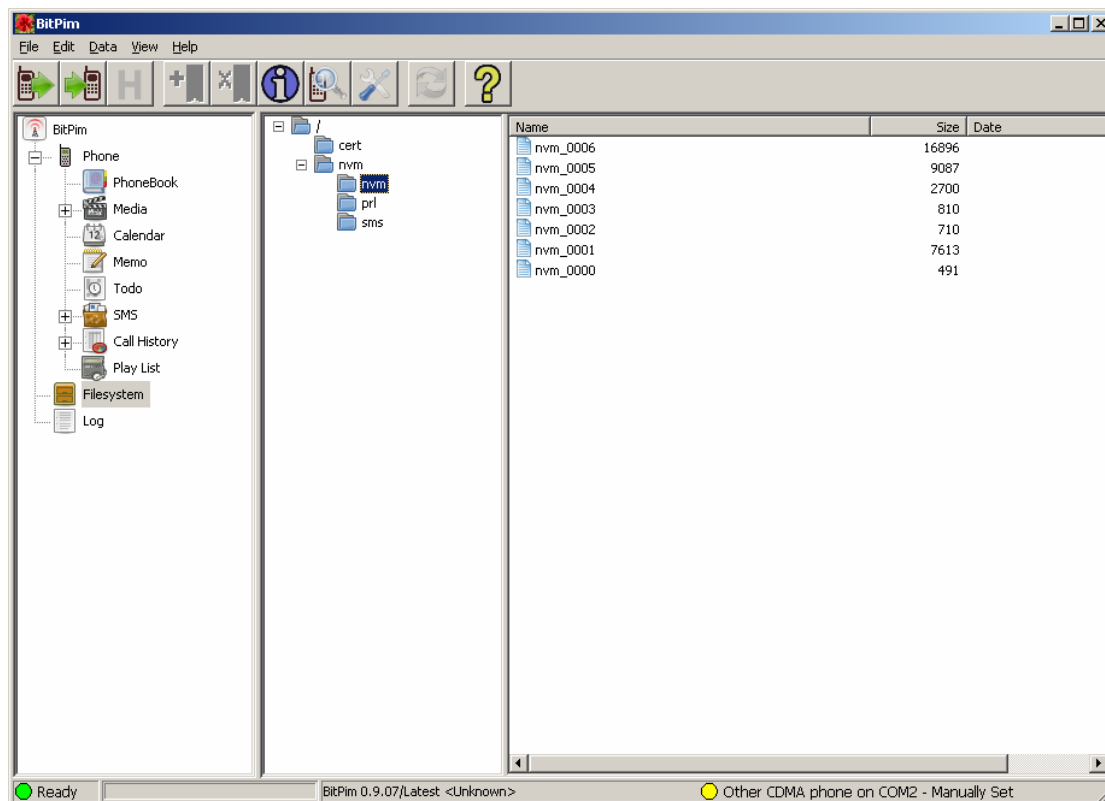 BitPim
File Edit Data View Help
BitPim
Phone
PhoneBook
Media
12
Calendar
Memo
Todo
SMS
Call History
Play List
Filesystem
Log
/
cert
nvm
nvm
prl
sms
Name Size Date
nvm_0006 16896
nvm_0005 9087
nvm_0004 2700
nvm_0003 810
nvm_0002 710
nvm_0001 7613
nvm_0000 491
Ready BitPim 0.9.07/Latest <Unknown> Other CDMA phone on COM2 - Manually Set